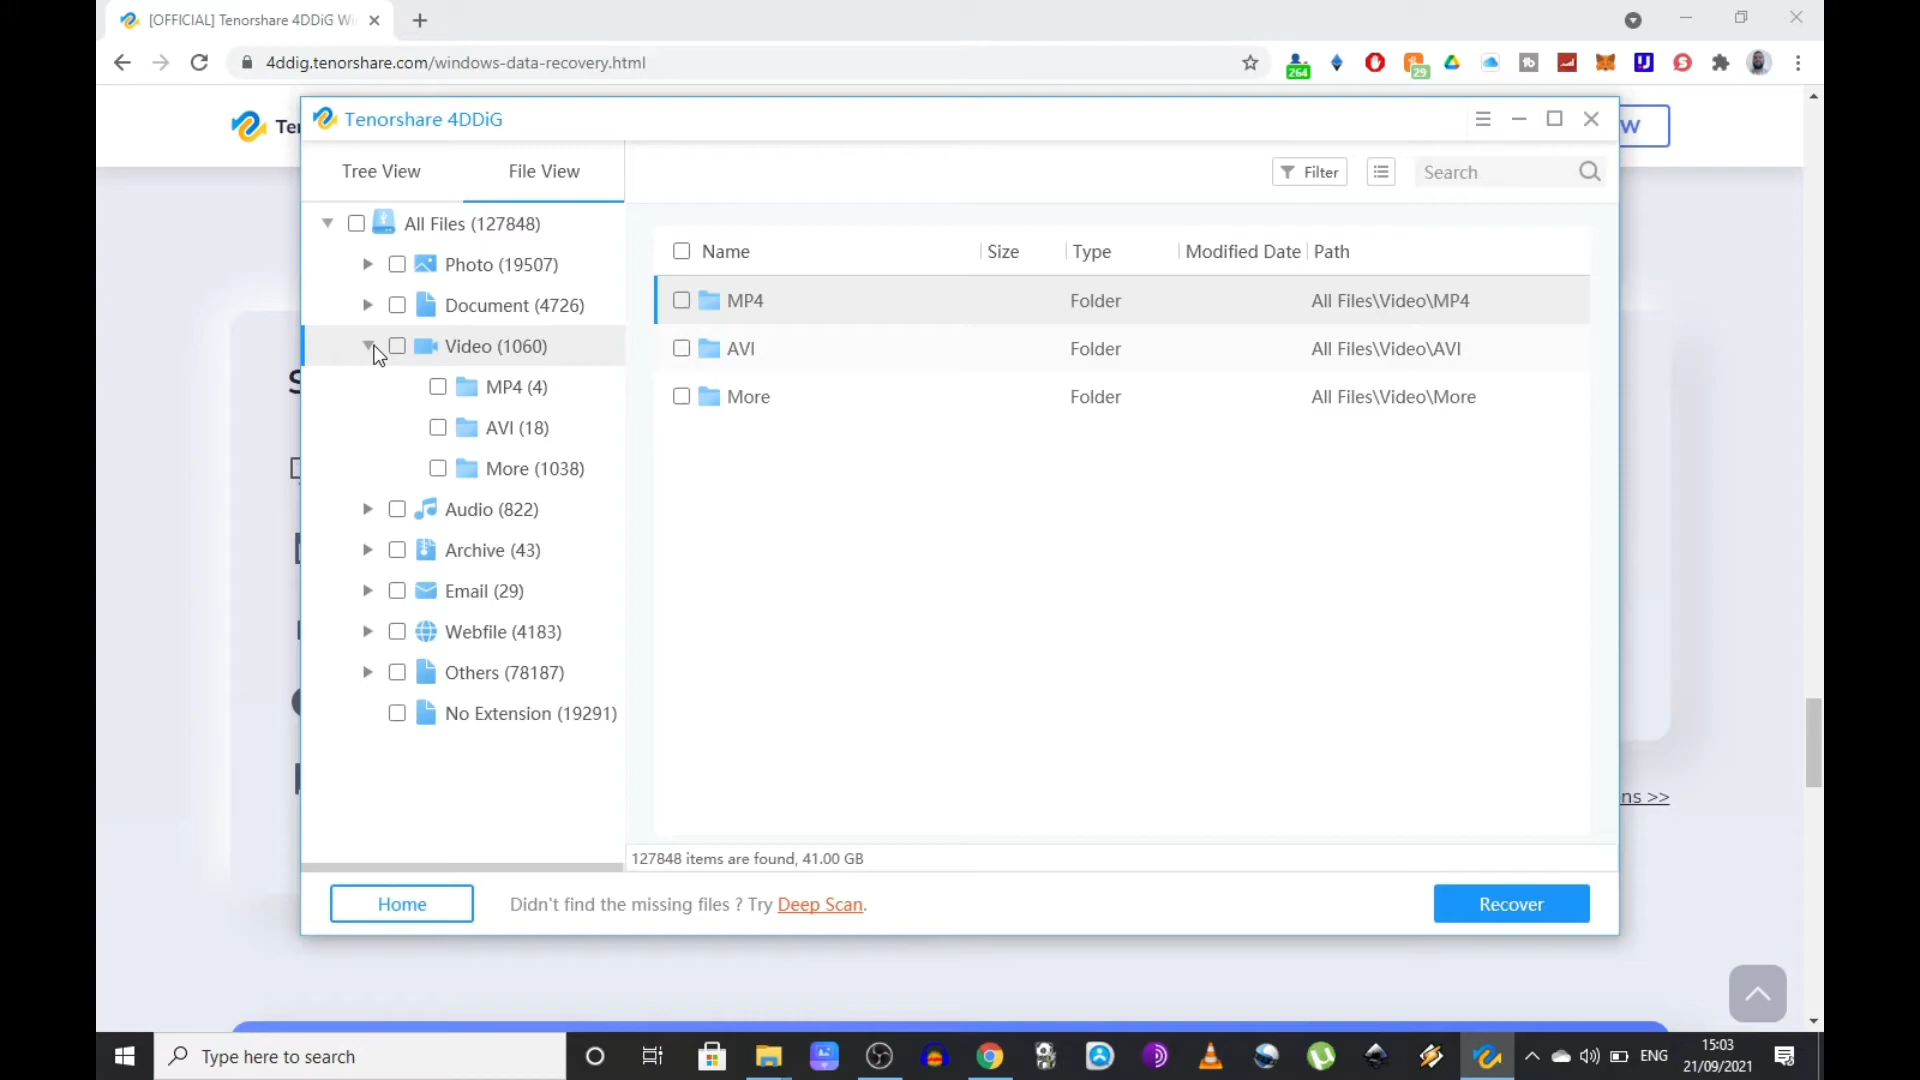 [OFFICIAL] Tenorshare 4DDiG Wi
4ddig.tenorshare.com/windows-data-recovery.html
264
29
Te
W
Tenorshare 4DDiG
Tree View
File View
Filter
Search
All Files (127848)
Photo (19507)
Document (4726)
Video (1060)
MP4 (4)
AVI (18)
More (1038)
Audio (822)
Archive (43)
Email (29)
Webfile (4183)
Others (78187)
No Extension (19291)
Name Size Type Modified Date Path
MP4 Folder All Files\Video\MP4
AVI Folder All Files\Video\AVI
More Folder All Files\Video\More
S
ns >>
127848 items are found, 41.00 GB
Home
Didn't find the missing files ? Try Deep Scan.
Recover
Type here to search
ENG
15:03
21/09/2021